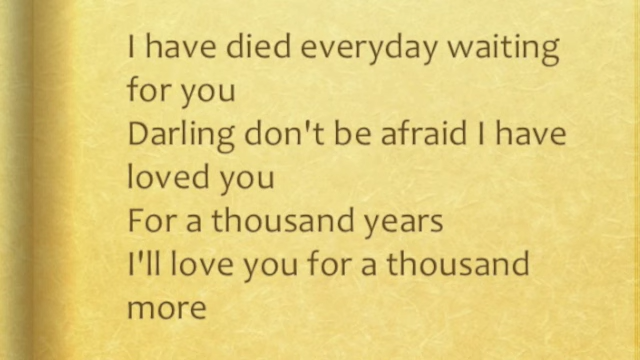 I have died everyday waiting
for you
Darling don't be afraid I have
loved you
For a thousand years
I'll love you for a thousand
more